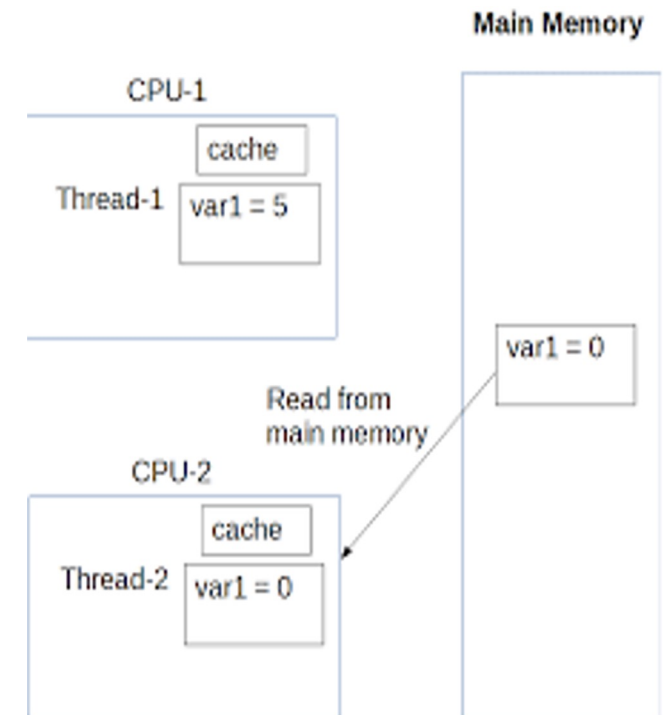 Main Memory
CPU-1
cache
Thread-1
var1 = 5
var1 = 0
Read from
main memory
CPU-2
cache
Thread-2
var1 = 0